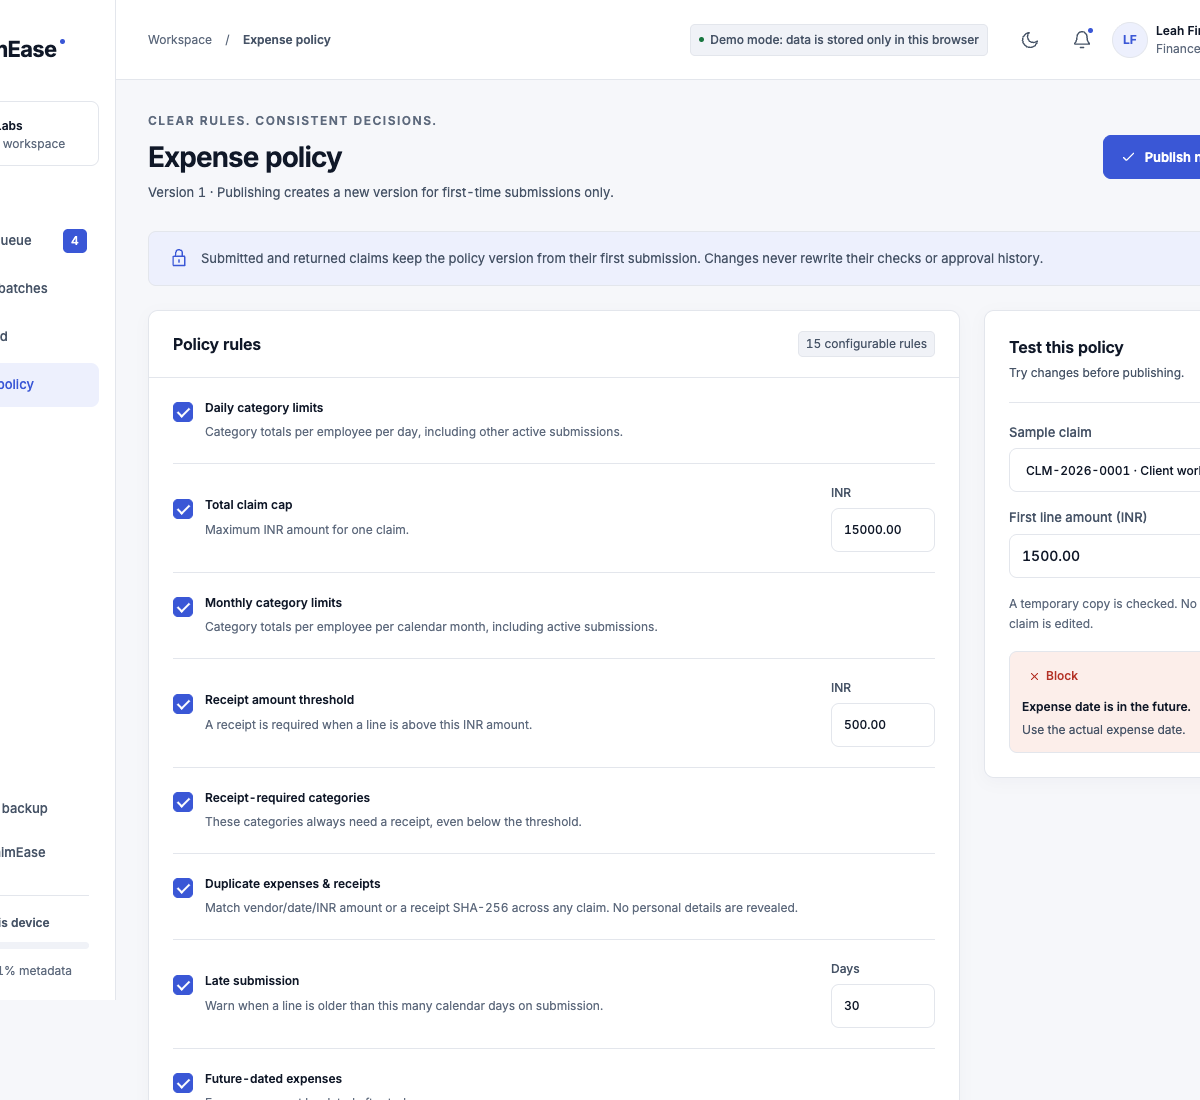 nEase
Labs
workspace
ueue
4
batches
d
policy
backup
imEase
is device
1% metadata
Workspace / Expense policy
Demo mode: data is stored only in this browser
LF
Leah Fi
Finance
CLEAR RULES. CONSISTENT DECISIONS.
Expense policy
Version 1 · Publishing creates a new version for first-time submissions only.
Publish n
Submitted and returned claims keep the policy version from their first submission. Changes never rewrite their checks or approval history.
Policy rules
15 configurable rules
Daily category limits
Category totals per employee per day, including other active submissions.
Total claim cap
Maximum INR amount for one claim.
INR
15000.00
Monthly category limits
Category totals per employee per calendar month, including active submissions.
Receipt amount threshold
A receipt is required when a line is above this INR amount.
INR
500.00
Receipt-required categories
These categories always need a receipt, even below the threshold.
Duplicate expenses & receipts
Match vendor/date/INR amount or a receipt SHA-256 across any claim. No personal details are revealed.
Late submission
Warn when a line is older than this many calendar days on submission.
Days
30
Future-dated expenses
Test this policy
Try changes before publishing.
Sample claim
CLM-2026-0001 · Client wor
First line amount (INR)
1500.00
A temporary copy is checked. No
claim is edited.
Block
Expense date is in the future.
Use the actual expense date.